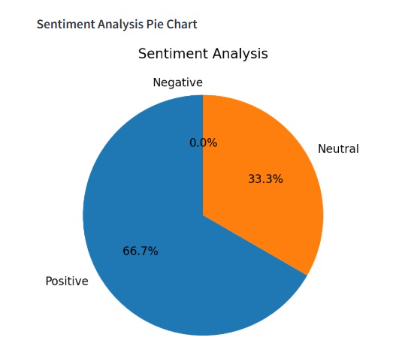 Sentiment Analysis Pie Chart
Sentiment Analysis
Negative
0.0%
Neutral
33.3%
66.7%
Positive